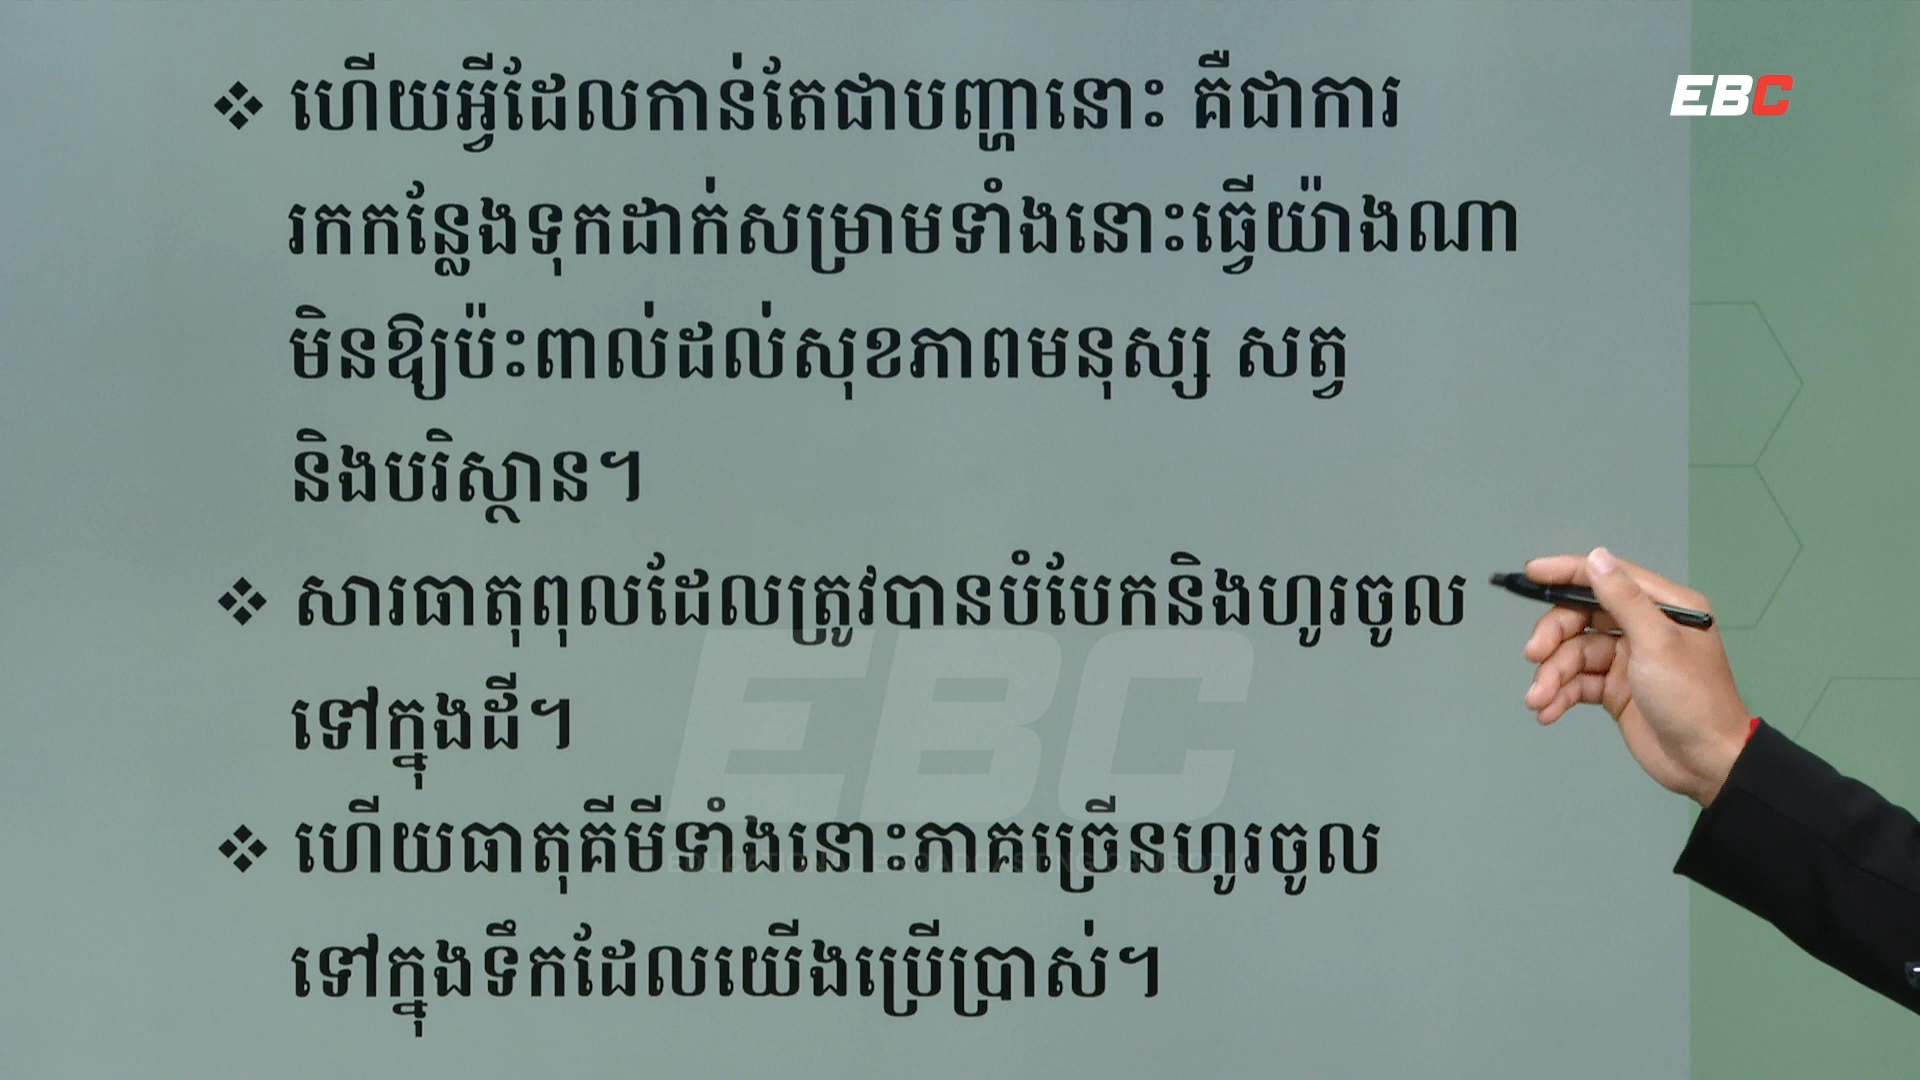 ❖ ហើយអ្វីដែលកាន់តែជាបញ្ហានោះ គឺជាការ
រកកន្លែងទុកដាក់សម្រាមទាំងនោះធ្វើយ៉ាងណា
មិនឱ្យប៉ះពាល់ដល់សុខភាពមនុស្ស សត្វ
និងបរិស្ថាន។
❖ សារធាតុពុលដែលត្រូវបានបំបែកនិងហូរចូល
ទៅក្នុងដី។
❖ ហើយធាតុគីមីទាំងនោះភាគច្រើនហូរចូល
ទៅក្នុងទឹកដែលយើងប្រើប្រាស់។
EBC
EBC
EDUCATIONAL BROADCASTING CAMBODIA